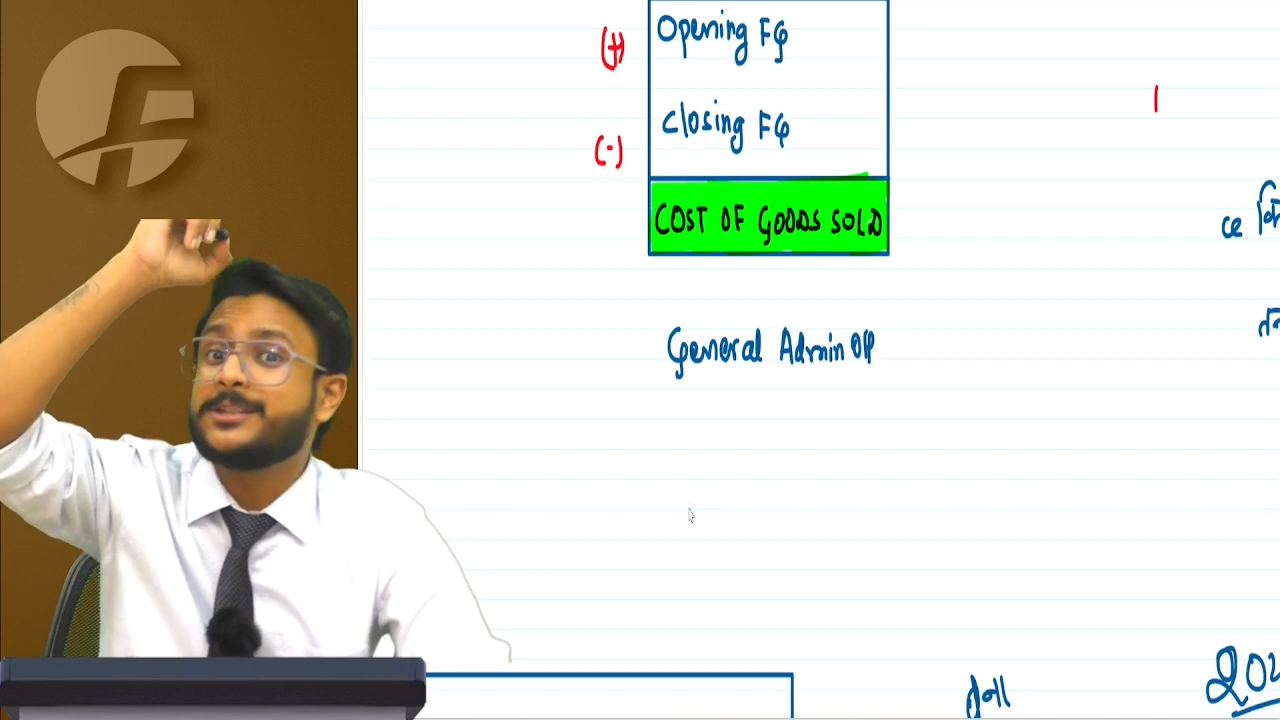 (+) Opening FG
(-) Closing FG
COST OF GOODS SOLD
General Admin OH